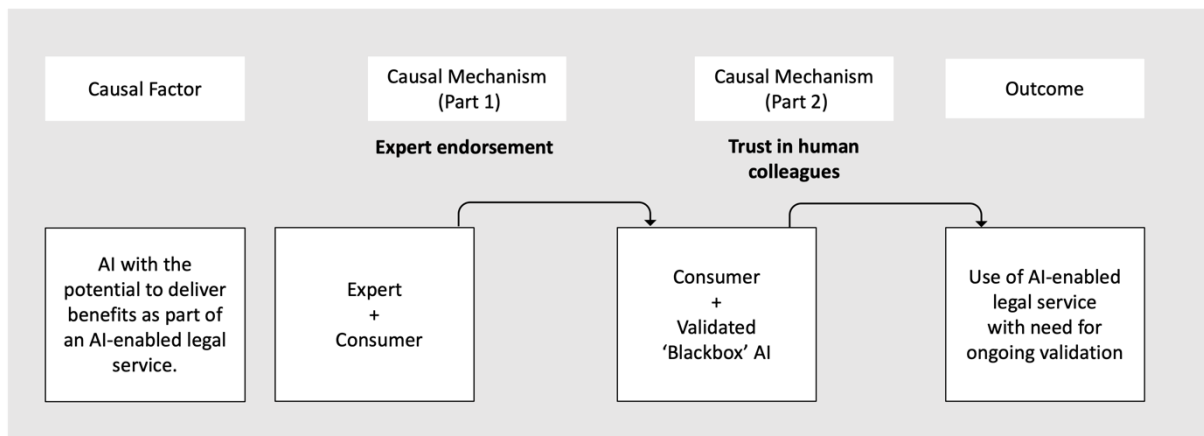 Causal Factor
Causal Mechanism
(Part 1)
Causal Mechanism
(Part 2)
Outcome
Expert endorsement
Trust in human
colleagues
AI with the
potential to deliver
benefits as part of
an AI-enabled legal
service.
Expert
+
Consumer
Consumer
+
Validated
‘Blackbox’ AI
Use of AI-enabled
legal service
with need for
ongoing validation